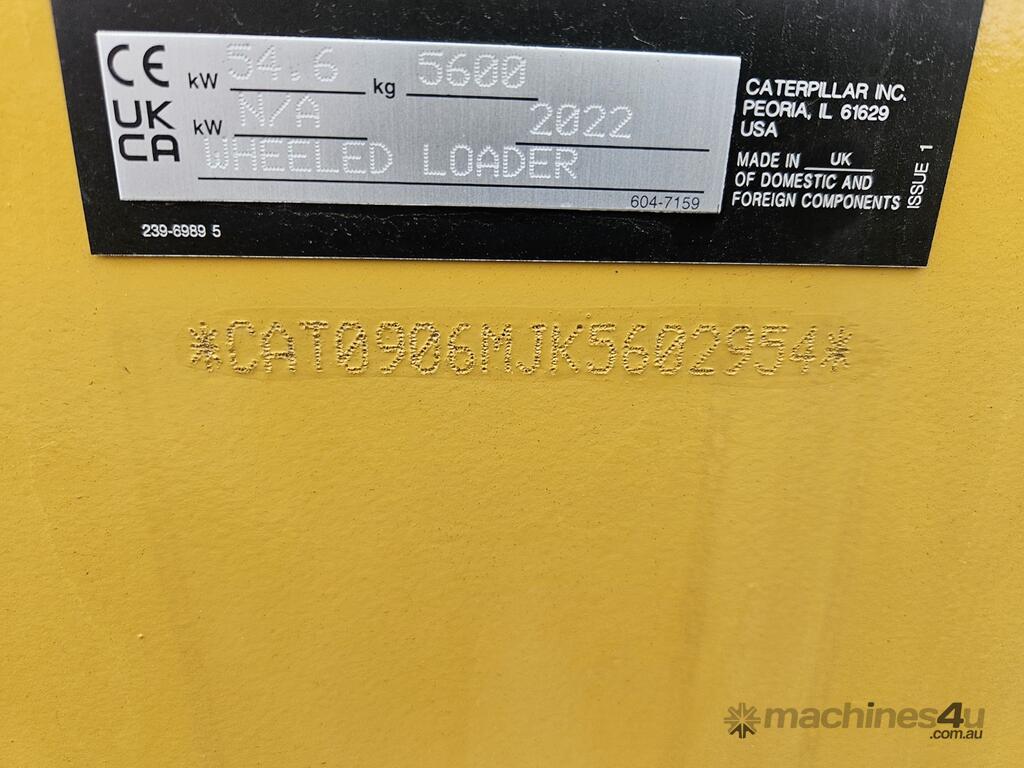 CE kW 54.6 kg 5600
UK
CA kW N/A 2022
WHEELED LOADER
604-7159
239-6989 5
CATERPILLAR INC.
PEORIA, IL 61629
USA
MADE IN UK
OF DOMESTIC AND
FOREIGN COMPONENTS
ISSUE 1
*CAT0906MJK5602954*
machines4u
.com.au